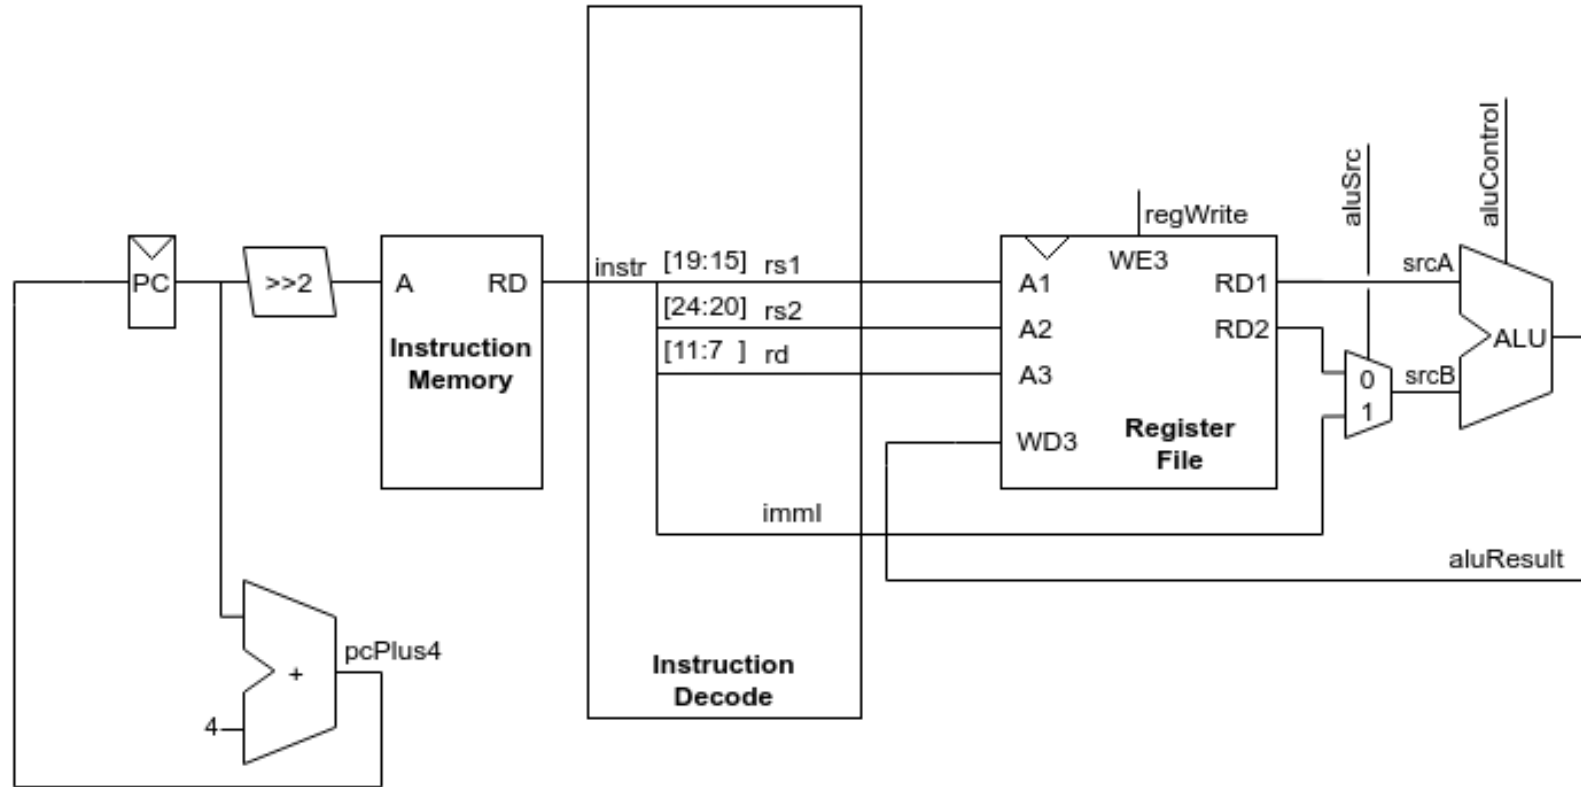 aluControl
aluSrc
regWrite
instr [19:15] rs1
WE3
srcA
PC
>>2
A RD
A1 RD1
[24:20] rs2
A2 RD2
Instruction
Memory
[11:7 ] rd
A3
ALU
0
srcB
1
WD3
Register
File
immI
aluResult
pcPlus4
+
4
Instruction
Decode